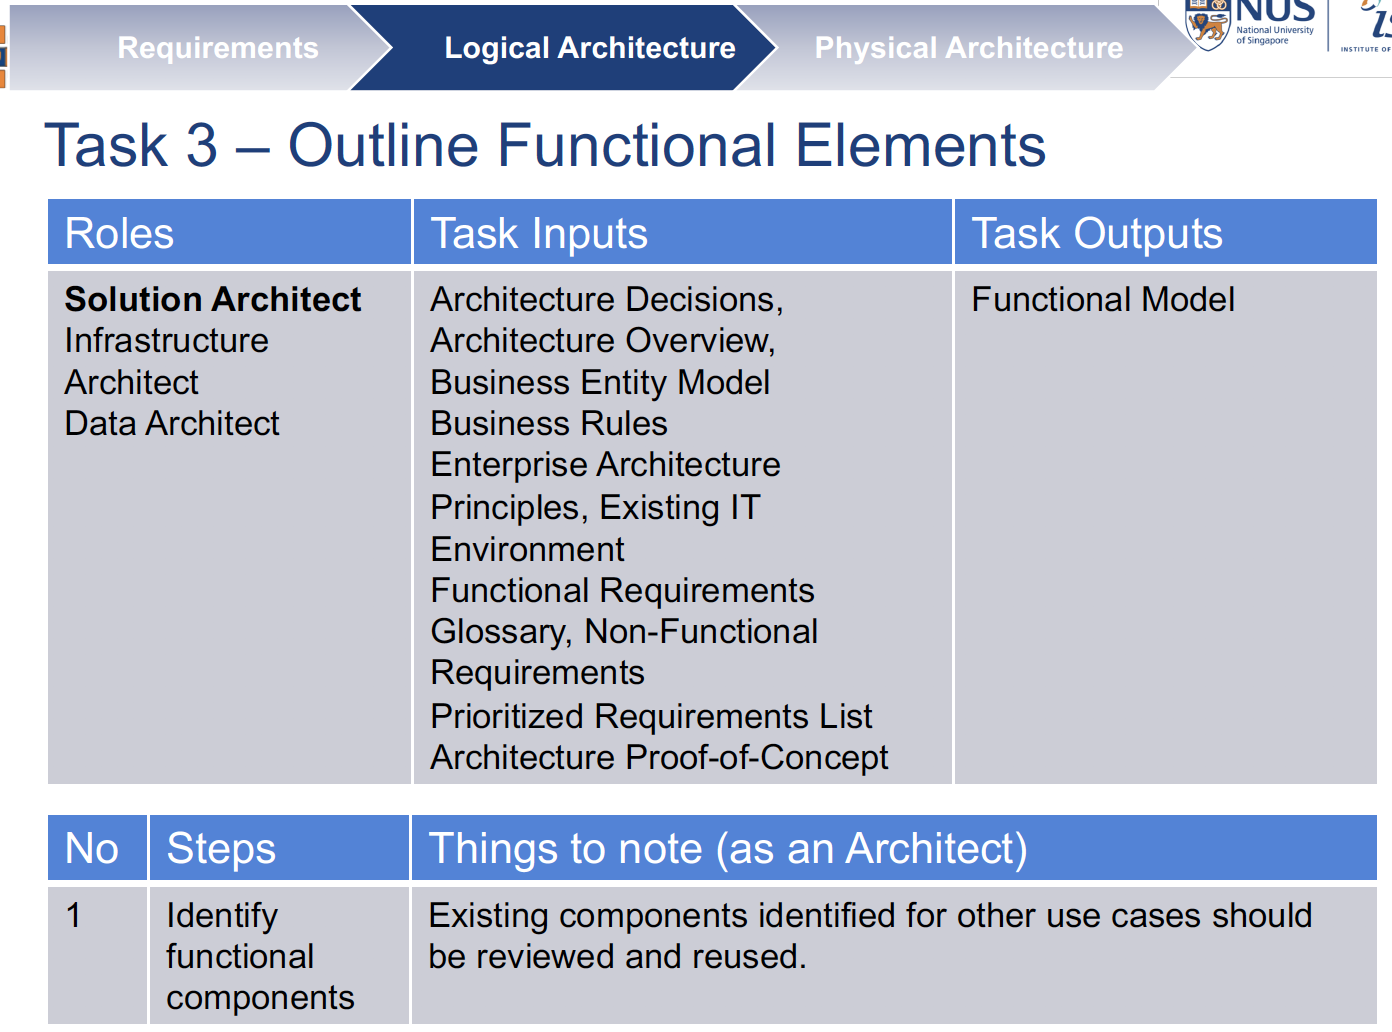 Requirements
Logical Architecture
Physical Architecture
NUS
National University
of Singapore
INSTITUTE OF
Task 3 – Outline Functional Elements
Roles
Task Inputs
Task Outputs
Solution Architect
Infrastructure
Architect
Data Architect
Architecture Decisions,
Architecture Overview,
Business Entity Model
Business Rules
Enterprise Architecture
Principles, Existing IT
Environment
Functional Requirements
Glossary, Non-Functional
Requirements
Prioritized Requirements List
Architecture Proof-of-Concept
Functional Model
No
Steps
Things to note (as an Architect)
1
Identify
functional
components
Existing components identified for other use cases should
be reviewed and reused.